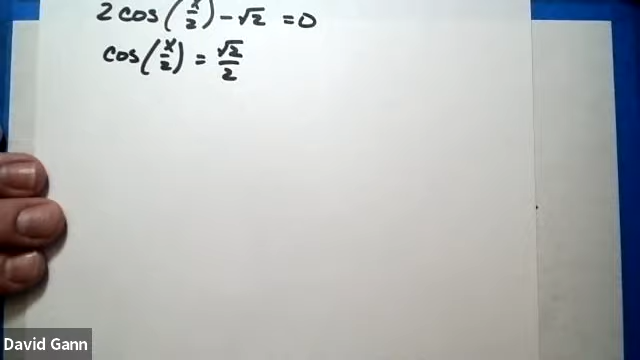 2 cos(x/2) - √2 = 0
cos(x/2) = √2/2
David Gann